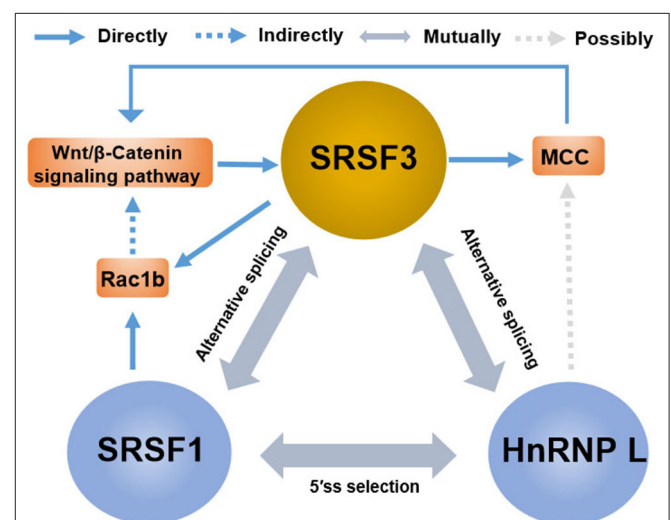 Directly Indirectly Mutually Possibly
Wnt/β-Catenin
signaling pathway
SRSF3
MCC
Rac1b
Alternative splicing
Alternative splicing
SRSF1
HnRNP L
5′ss selection